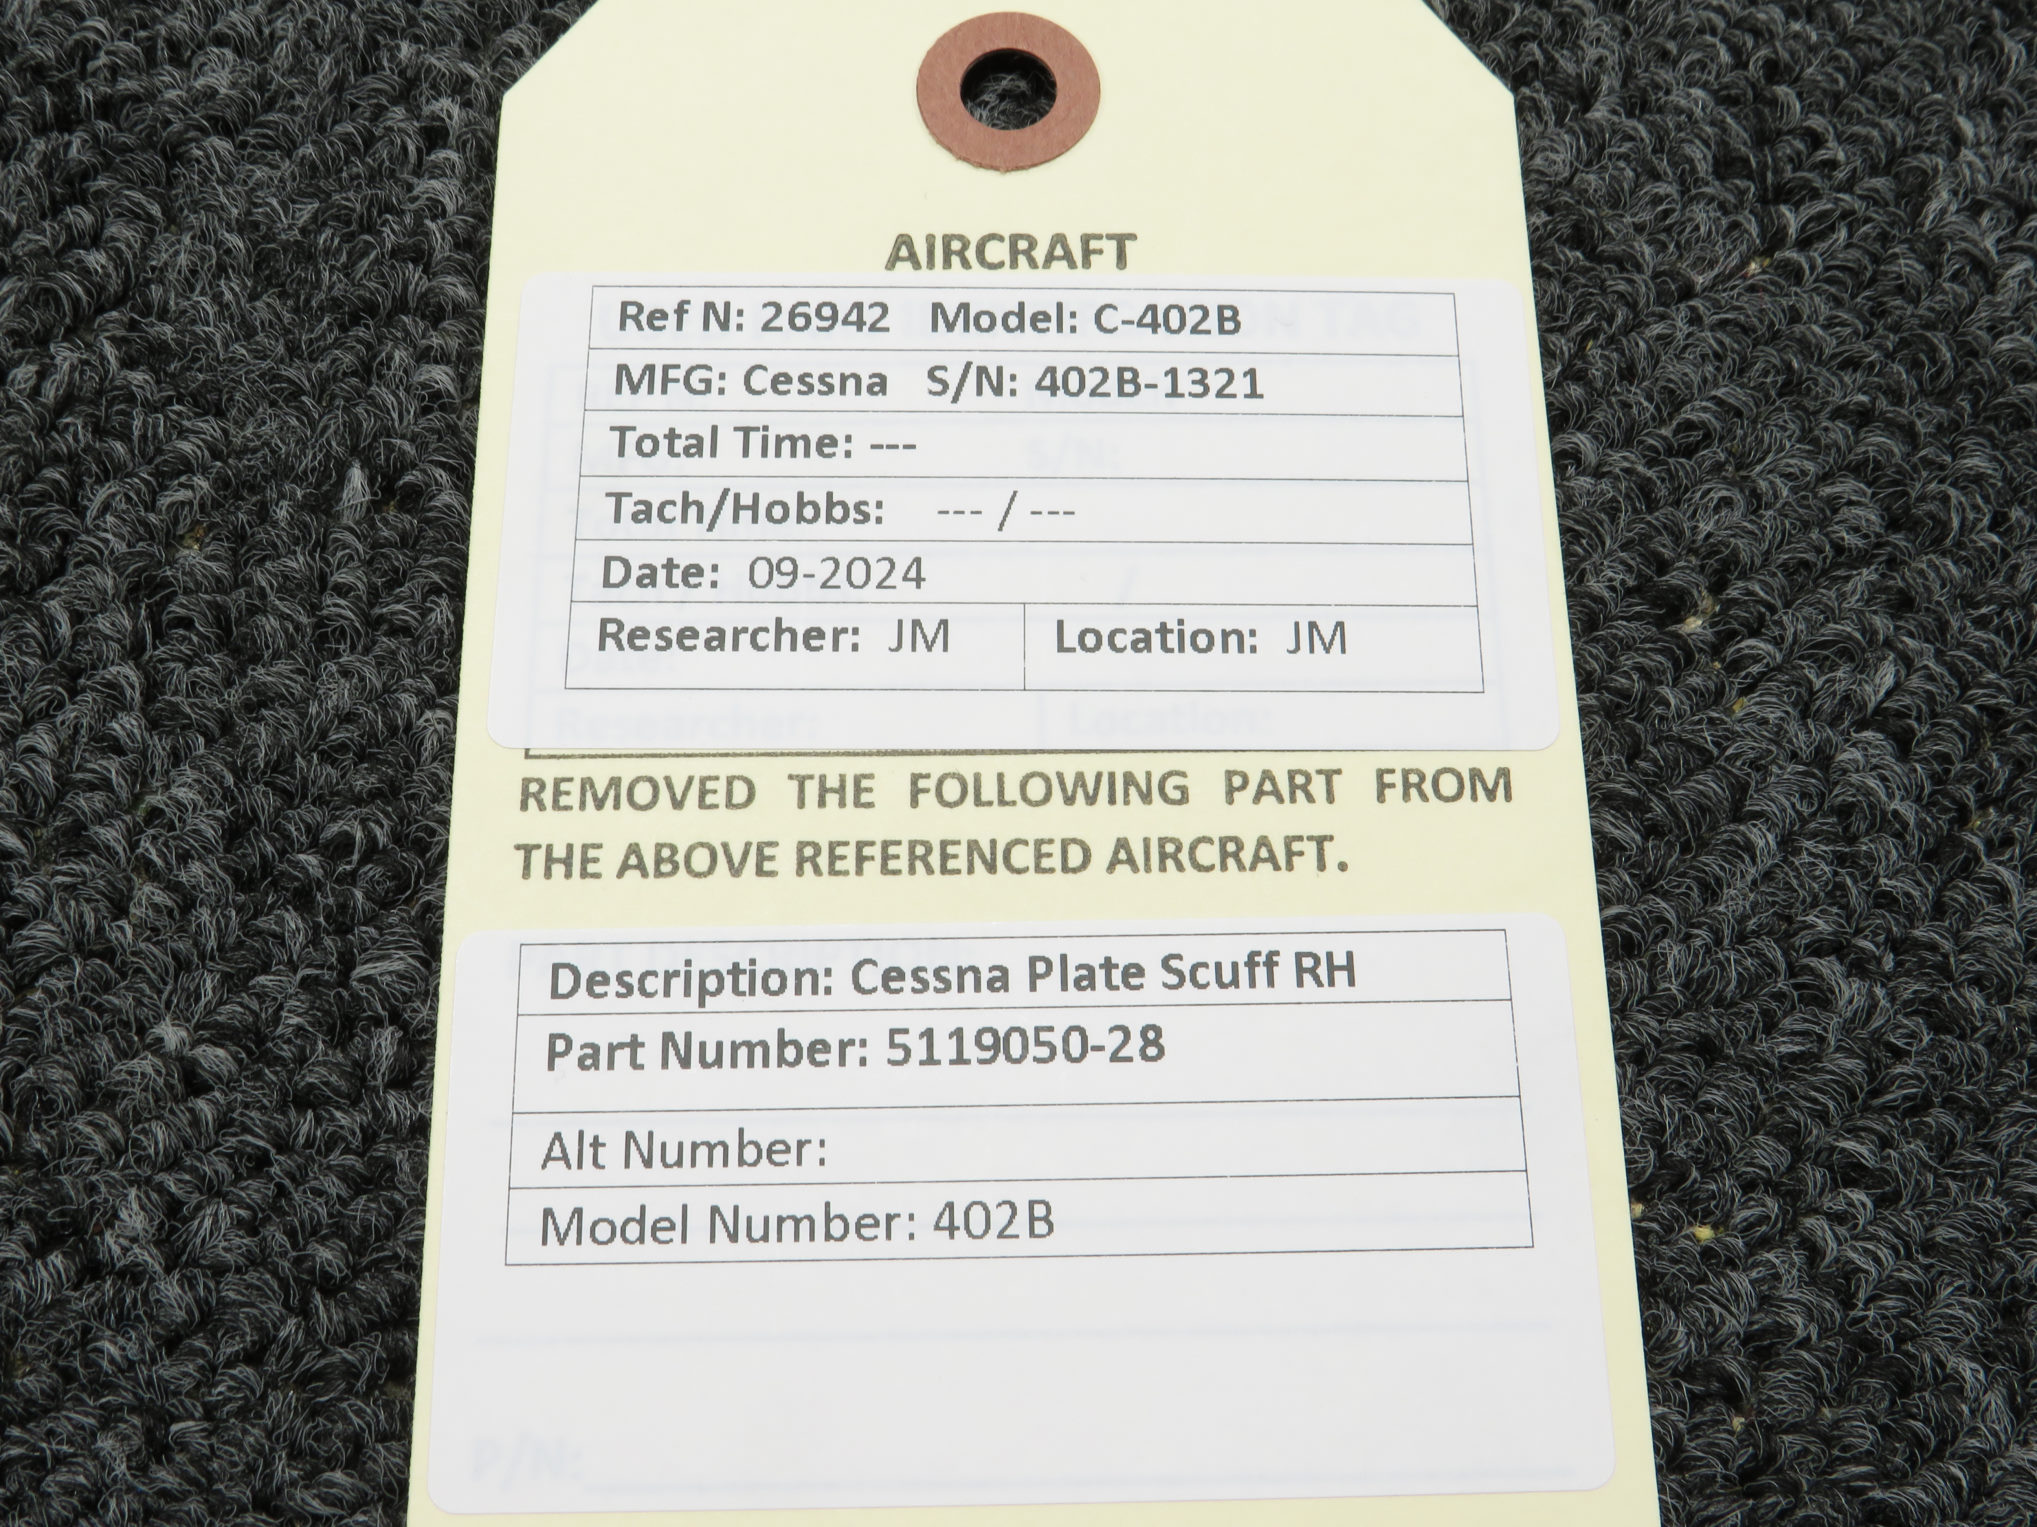 AIRCRAFT
Ref N: 26942 Model: C-402B
MFG: Cessna S/N: 402B-1321
Total Time: ---
Tach/Hobbs: --- / ---
Date: 09-2024
Researcher: JM Location: JM
Researcher: Location:
REMOVED THE FOLLOWING PART FROM
THE ABOVE REFERENCED AIRCRAFT.
Description: Cessna Plate Scuff RH
Part Number: 5119050-28
Alt Number:
Model Number: 402B
P/N: